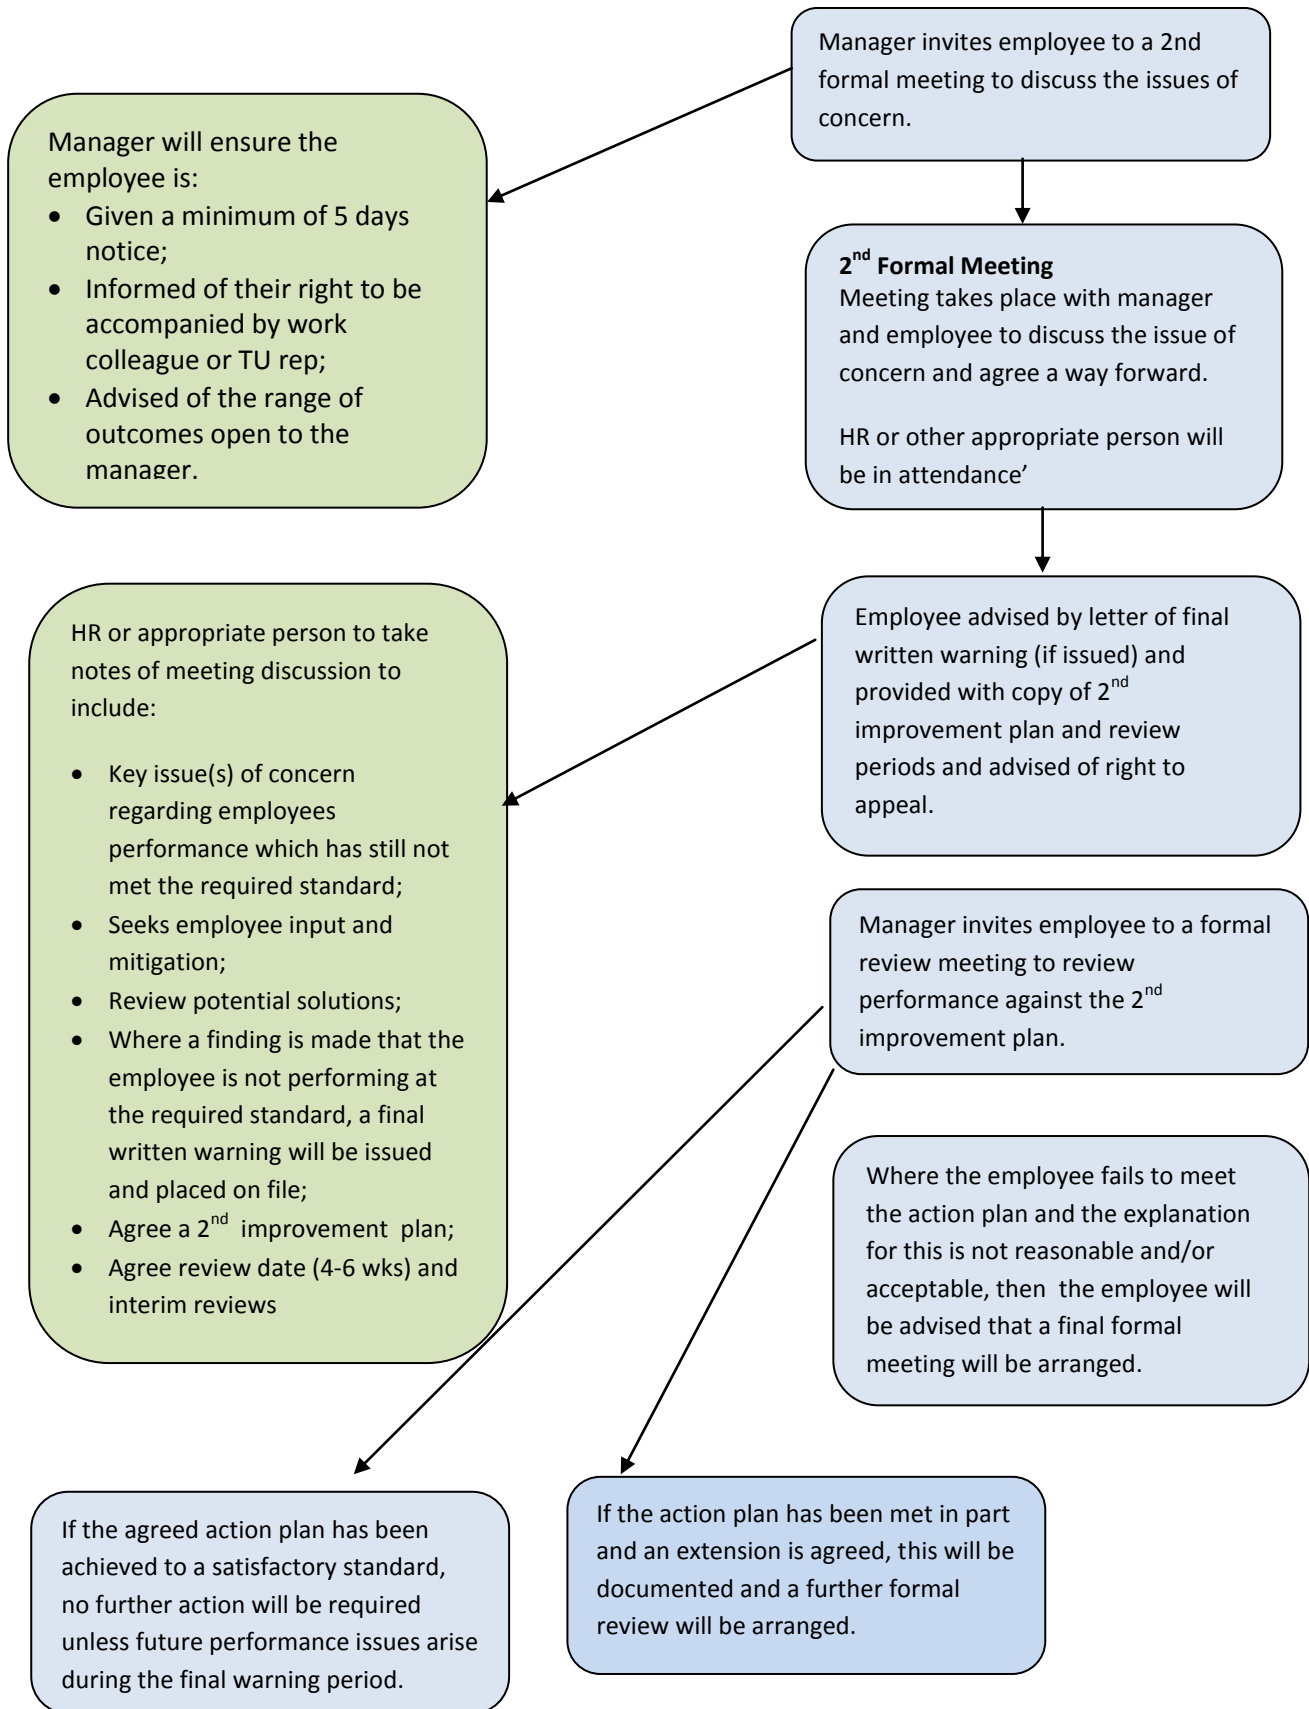 Manager invites employee to a 2nd
formal meeting to discuss the issues of
concern.
Manager will ensure the
employee is:
• Given a minimum of 5 days
notice;
• Informed of their right to be
accompanied by work
colleague or TU rep;
• Advised of the range of
outcomes open to the
manager.
2nd Formal Meeting
Meeting takes place with manager
and employee to discuss the issue of
concern and agree a way forward.
HR or other appropriate person will
be in attendance’
Employee advised by letter of final
written warning (if issued) and
provided with copy of 2nd
improvement plan and review
periods and advised of right to
appeal.
HR or appropriate person to take
notes of meeting discussion to
include:
• Key issue(s) of concern
regarding employees
performance which has still not
met the required standard;
• Seeks employee input and
mitigation;
• Review potential solutions;
• Where a finding is made that the
employee is not performing at
the required standard, a final
written warning will be issued
and placed on file;
• Agree a 2nd improvement plan;
• Agree review date (4-6 wks) and
interim reviews
Manager invites employee to a formal
review meeting to review
performance against the 2nd
improvement plan.
Where the employee fails to meet
the action plan and the explanation
for this is not reasonable and/or
acceptable, then the employee will
be advised that a final formal
meeting will be arranged.
If the agreed action plan has been
achieved to a satisfactory standard,
no further action will be required
unless future performance issues arise
during the final warning period.
If the action plan has been met in part
and an extension is agreed, this will be
documented and a further formal
review will be arranged.